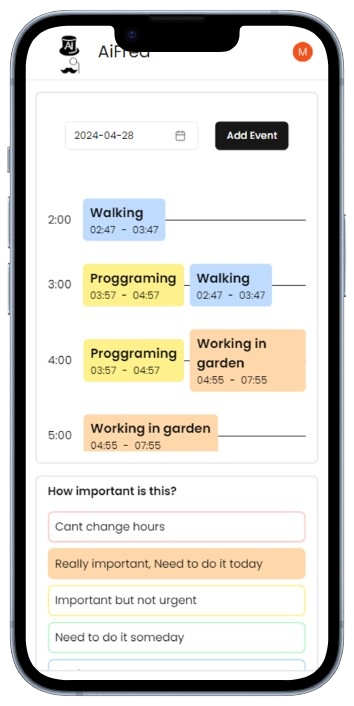 AI
AiFred
M
2024-04-28
Add Event
2:00
Walking
02:47 - 03:47
3:00
Proggraming
03:57 - 04:57
Walking
02:47 - 03:47
4:00
Proggraming
03:57 - 04:57
Working in
garden
04:55 - 07:55
5:00
Working in garden
04:55 - 07:55
How important is this?
Cant change hours
Really important, Need to do it today
Important but not urgent
Need to do it someday